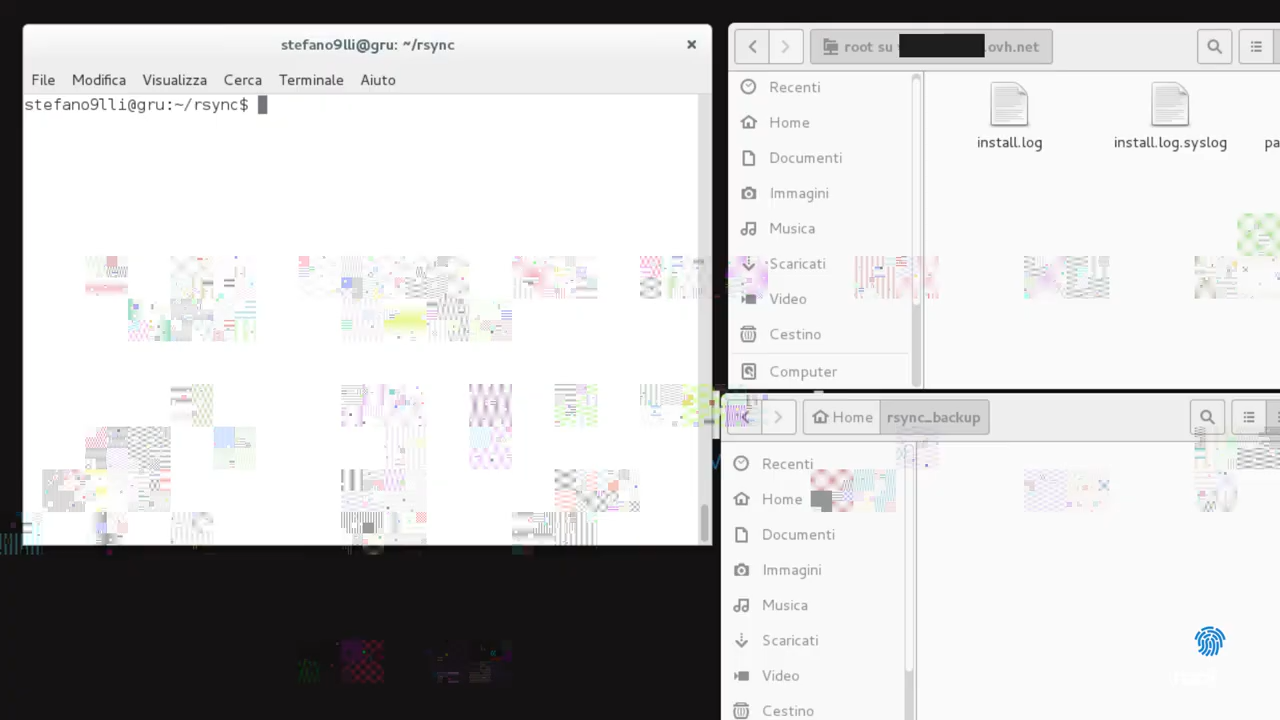 stefano9lli@gru: ~/rsync
File Modifica Visualizza Cerca Terminale Aiuto
stefano9lli@gru:~/rsync$
root su .ovh.net
Recenti
Home
Documenti
Immagini
Musica
Scaricati
Video
Cestino
Computer
install.log
install.log.syslog
pa
Home rsync_backup
Recenti
Home
Documenti
Immagini
Musica
Scaricati
Video
Cestino